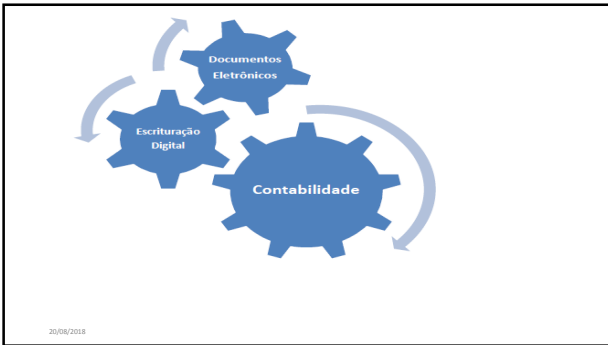 Documentos
Eletrônicos
Escrituração
Digital
Contabilidade
20/08/2018